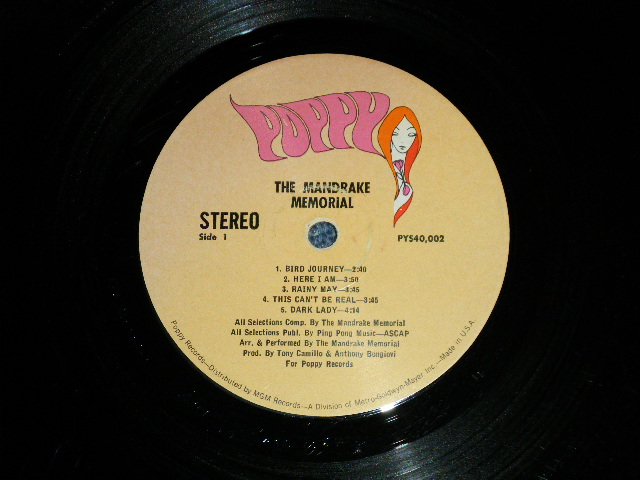 POPPY
THE MANDRAKE
MEMORIAL
STEREO
Side 1
PYS40,002
1. BIRD JOURNEY—2:40
2. HERE I AM—3:50
3. RAINY MAY—3:45
4. THIS CAN'T BE REAL—3:45
5. DARK LADY—4:14
All Selections Comp. By The Mandrake Memorial
All Selections Publ. By Ping Pong Music—ASCAP
Arr. & Performed By The Mandrake Memorial
Prod. By Tony Camillo & Anthony Bongiovi
For Poppy Records
Poppy Records—Distributed by MGM Records—A Division of Metro-Goldwyn-Mayer Inc.—Made in U.S.A.